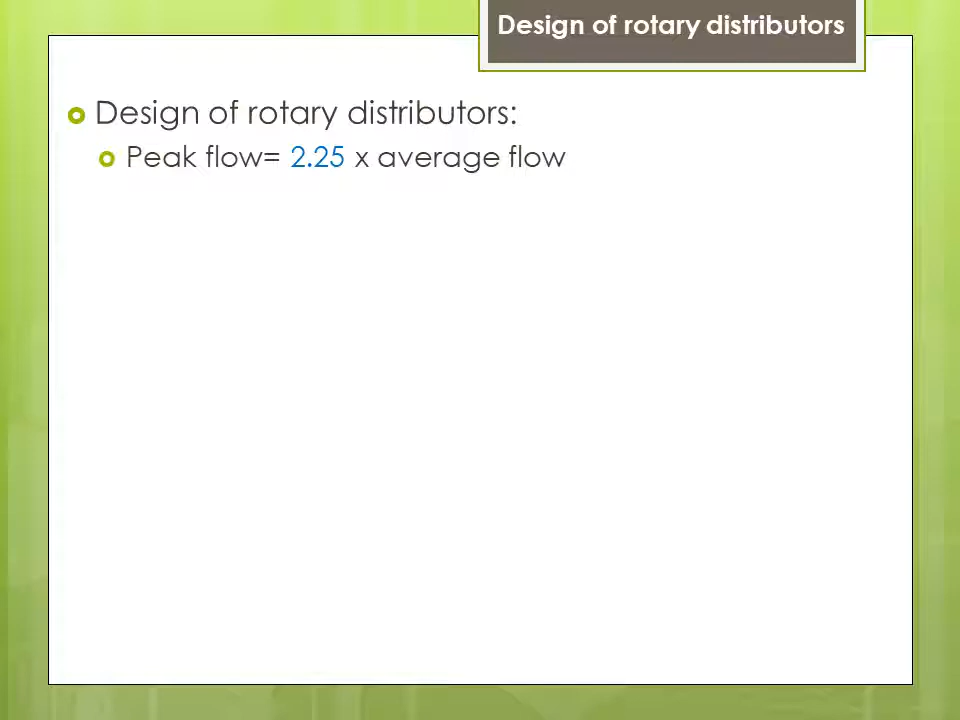 Design of rotary distributors
Design of rotary distributors:
Peak flow= 2.25 x average flow